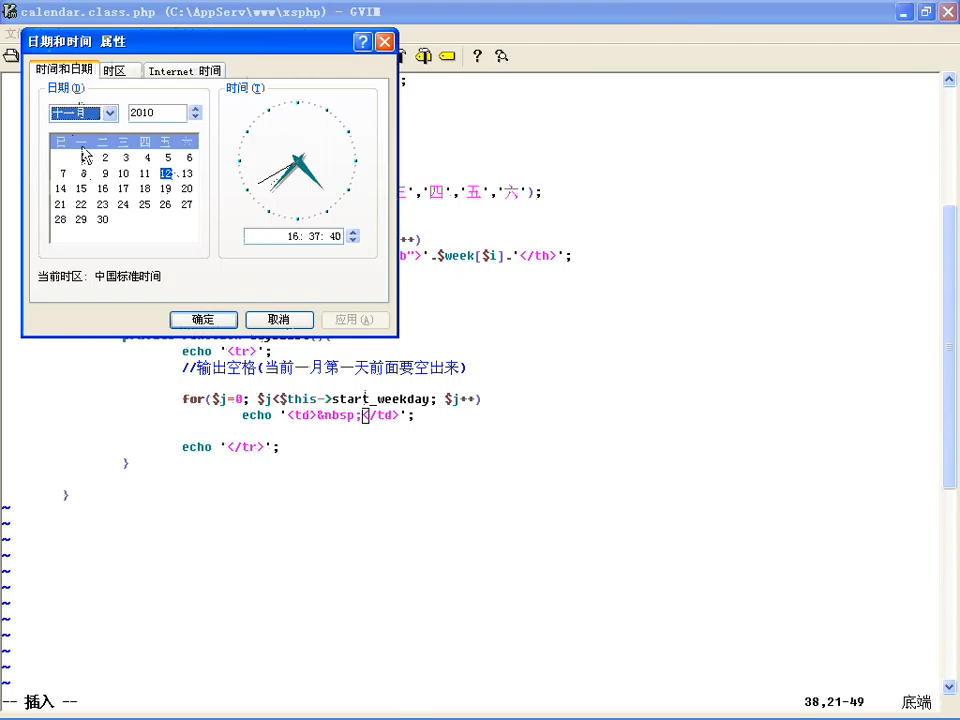 calendar.class.php (C:\AppServ\www\xsphp) - GVIM
日期和时间 属性
时间和日期 时区 Internet 时间
日期(D) 时间(T)
十一月 2010
日 一 二 三 四 五 六
1 2 3 4 5 6
7 8 9 10 11 12 13
14 15 16 17 18 19 20
21 22 23 24 25 26 27
28 29 30
16: 37: 40
当前时区: 中国标准时间
确定 取消 应用(A)
;
三','四','五','六');
++)
b">'.$week[$i].'</th>';
echo '<tr>';
//输出空格(当前一月第一天前面要空出来)
for($j=0; $j<$this->start_weekday; $j++)
echo '<td>&nbsp;</td>';
echo '</tr>';
}
}
~
~
~
~
~
~
~
~
~
~
~
~
-- 插入 -- 38,21-49 底端